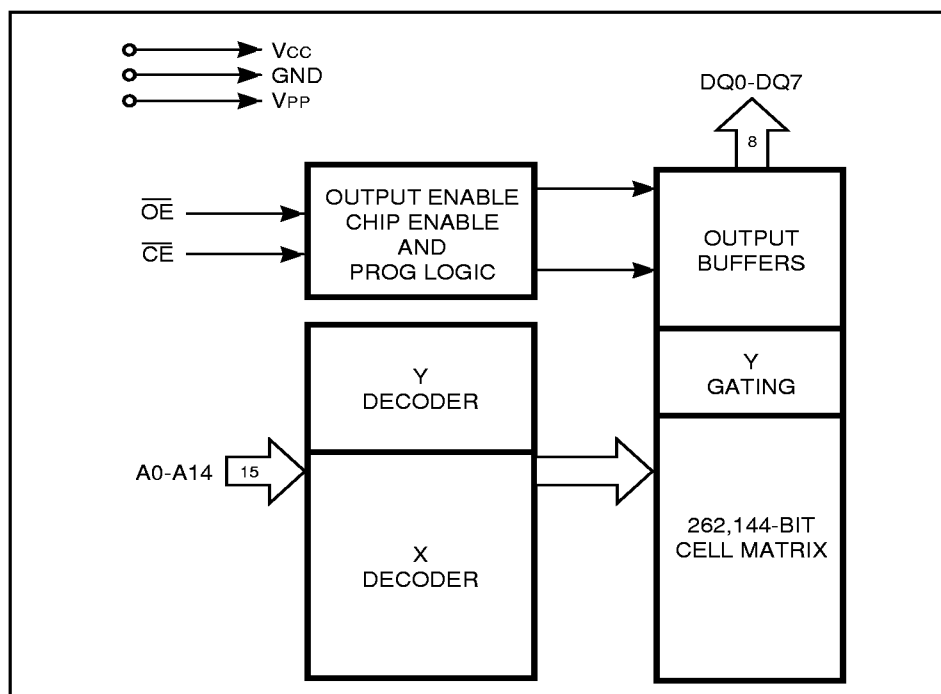 VCC
GND
VPP
DQ0-DQ7
8
OE
CE
OUTPUT ENABLE
CHIP ENABLE
AND
PROG LOGIC
OUTPUT
BUFFERS
Y
DECODER
Y
GATING
A0-A14
15
X
DECODER
262,144-BIT
CELL MATRIX